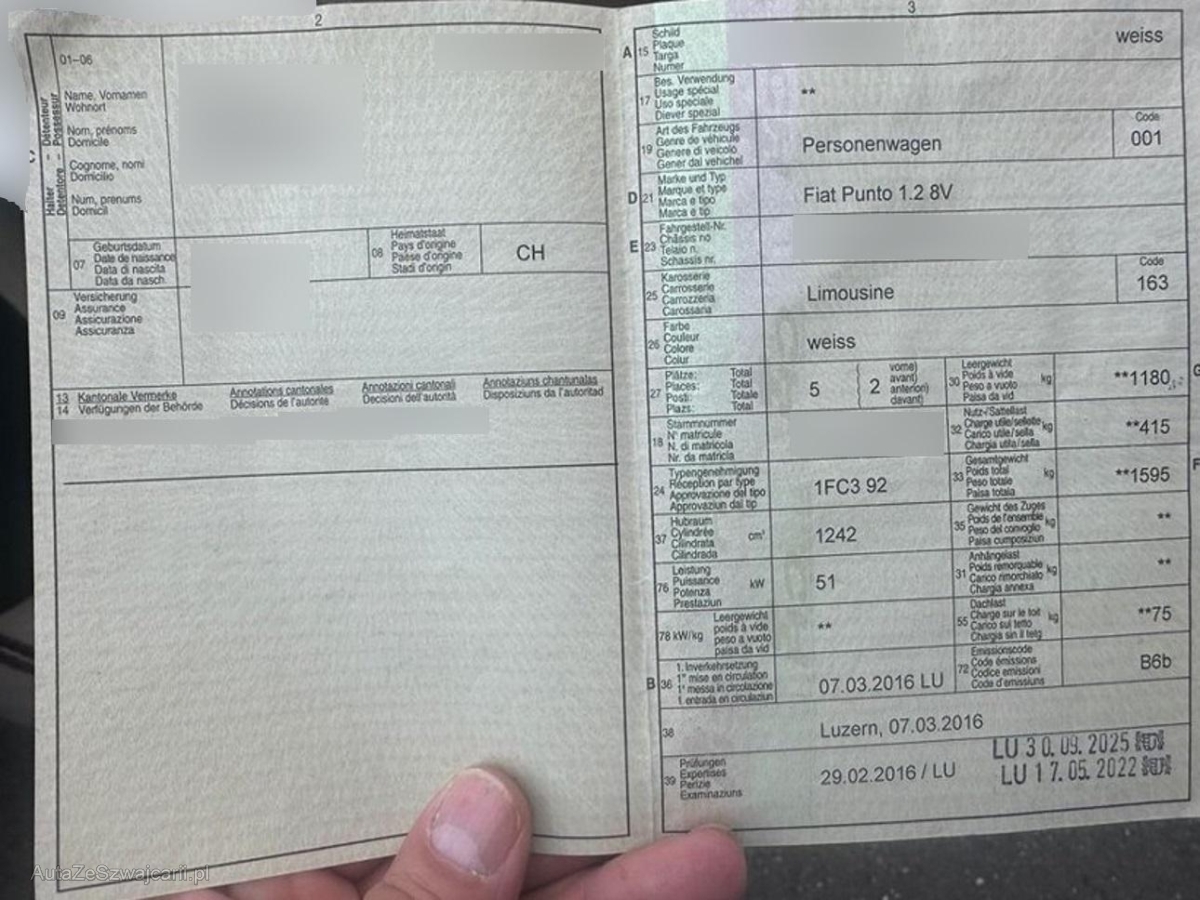 2
01–06
Halter - Détenteur
Detentore - Possessur
Name, Vornamen
Wohnort
Nom, prénoms
Domicile
Cognome, nomi
Domicilio
Num, prenums
Domicil
07
Geburtsdatum
Date de naissance
Data di nascita
Data da nasch.
08
Heimatstaat
Pays d'origine
Paese d'origine
Stadi d'origin
CH
09
Versicherung
Assurance
Assicurazione
Assicuranza
13 Kantonale Vermerke
14 Verfügungen der Behörde
Annotations cantonales
Décisions de l'autorité
Annotazioni cantonali
Decisioni dell'autorità
Annotaziuns chantunalas
Disposiziuns da l'autoritad
3
A 15
Schild
Plaque
Targa
Numer
weiss
17
Bes. Verwendung
Usage spécial
Uso speciale
Diever spezial
**
19
Art des Fahrzeugs
Genre de véhicule
Genere di veicolo
Gener dal vehichel
Personenwagen
Code
001
D 21
Marke und Typ
Marque et type
Marca e tipo
Marca e tip
Fiat Punto 1.2 8V
E 23
Fahrgestell-Nr.
Châssis no
Telaio n.
Schassis nr.
25
Karosserie
Carrosserie
Carrozzeria
Carossaria
Limousine
Code
163
26
Farbe
Couleur
Colore
Colur
weiss
27
Plätze: Total
Places: Total
Posti: Totale
Plazs: Total
5
2
vorne)
avant)
anteriori)
davant)
30
Leergewicht
Poids à vide
Peso a vuoto
Paisa da vid
kg
**1180
G
18
Stammnummer
N° matricule
N. di matricola
Nr. da matricla
32
Nutz-/Sattellast
Charge utile/sellette
Carico utile/sella
Chargia utila/sella
kg
**415
24
Typengenehmigung
Réception par type
Approvazione del tipo
Approvaziun dal tip
1FC3 92
33
Gesamtgewicht
Poids total
Peso totale
Paisa totala
kg
**1595
F
37
Hubraum
Cylindrée
Cilindrata
Cilindrada
cm³
1242
35
Gewicht des Zuges
Poids de l'ensemble
Peso del convoglio
Paisa cumposiziun
kg
**
76
Leistung
Puissance
Potenza
Prestaziun
kW
51
31
Anhängelast
Poids remorquable
Carico rimorchiato
Chargia annexa
kg
**
78 kW/kg
Leergewicht
poids à vide
peso a vuoto
paisa da vid
**
55
Dachlast
Charge sur le toit
Carico sul tetto
Chargia sin il tetg
kg
**75
B 36
1. Inverkehrsetzung
1re mise en circulation
1a messa in circolazione
1. entrada en circulaziun
07.03.2016 LU
72
Emissionscode
Code émissions
Codice emissioni
Code d'emissiuns
B6b
38
Luzern, 07.03.2016
39
Prüfungen
Expertises
Perizie
Examinaziuns
29.02.2016 / LU
LU 30.09.2025
LU 17.05.2022
AutaZeSzwajcarii.pl